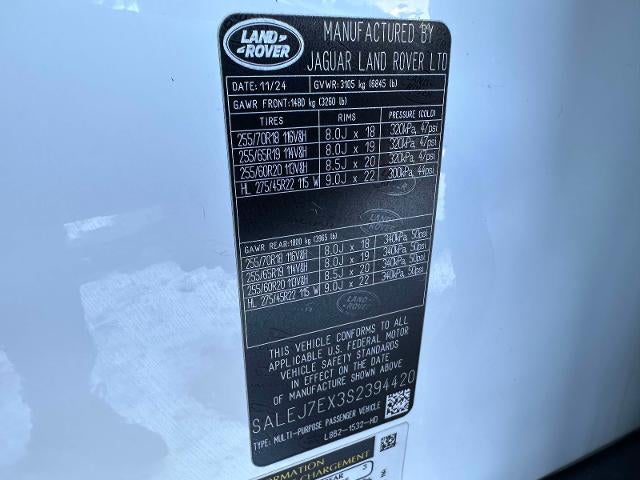 LAND ROVER
MANUFACTURED BY
JAGUAR LAND ROVER LTD
DATE: 11/24 GVWR: 3105 kg (6845 lb)
GAWR FRONT: 1480 kg (3260 lb)
TIRES RIMS PRESSURE (COLD)
255/70R18 116V8H 8.0J x 18 320kPa, 47psi
255/65R19 114V8H 8.0J x 19 320kPa, 47psi
255/60R20 113V8H 8.5J x 20 320kPa, 47psi
HL 275/45R22 115 W 9.0J x 22 300kPa, 44psi
GAWR REAR: 1800 kg (3965 lb)
255/70R18 116V8H 8.0J x 18 340kPa, 50psi
255/65R19 114V8H 8.0J x 19 340kPa, 50psi
255/60R20 113V8H 8.5J x 20 340kPa, 50psi
HL 275/45R22 115 W 9.0J x 22 340kPa, 50psi
THIS VEHICLE CONFORMS TO ALL
APPLICABLE U.S. FEDERAL MOTOR
VEHICLE SAFETY STANDARDS
IN EFFECT ON THE DATE
OF MANUFACTURE SHOWN ABOVE
SALEJ7EX3S2394420
TYPE: MULTI-PURPOSE PASSENGER VEHICLE
L8B2-1532-HD
INFORMATION
CHARGEMENT